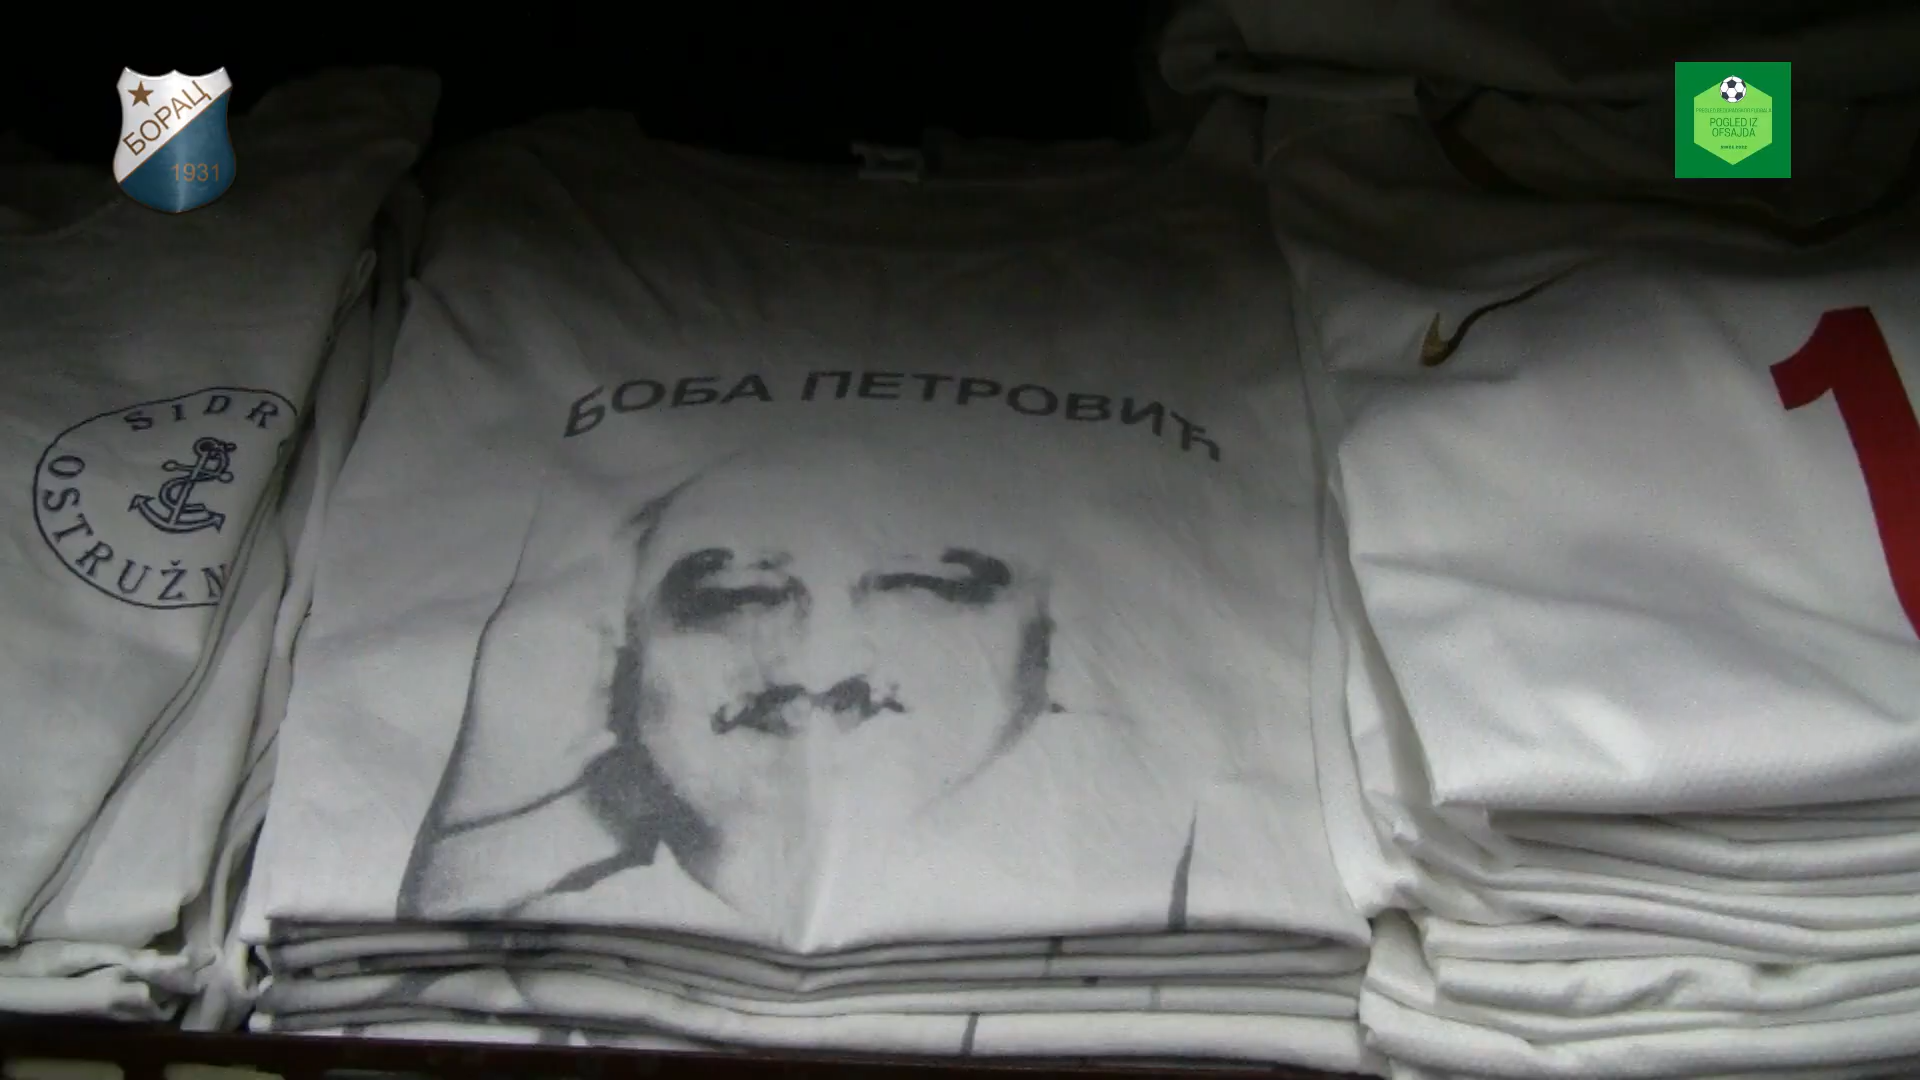 БОРАЦ
1931
POGLED IZ
OFSAJDA
БОБА ПЕТРОВИЋ
SIDR
OSTRUŽN
1